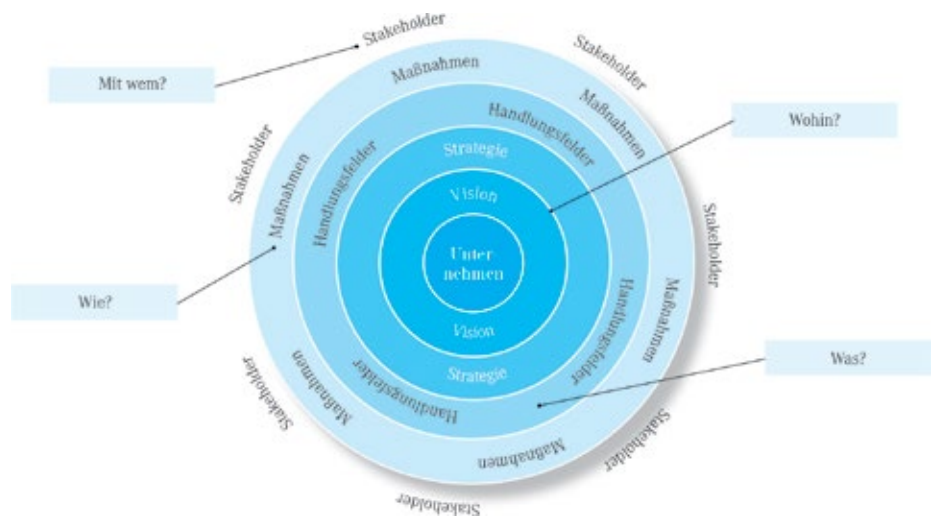 Stakeholder
Stakeholder
Mit wem?
Maßnahmen
Maßnahmen
Handlungsfelder
Wohin?
Stakeholder
Maßnahmen
Handlungsfelder
Strategie
Vision
Unter
nehmen
Stakeholder
Wie?
Vision
Strategie
Handlungsfelder
Maßnahmen
Was?
Handlungsfelder
Maßnahmen
Stakeholder
Stakeholder
Maßnahmen
Stakeholder